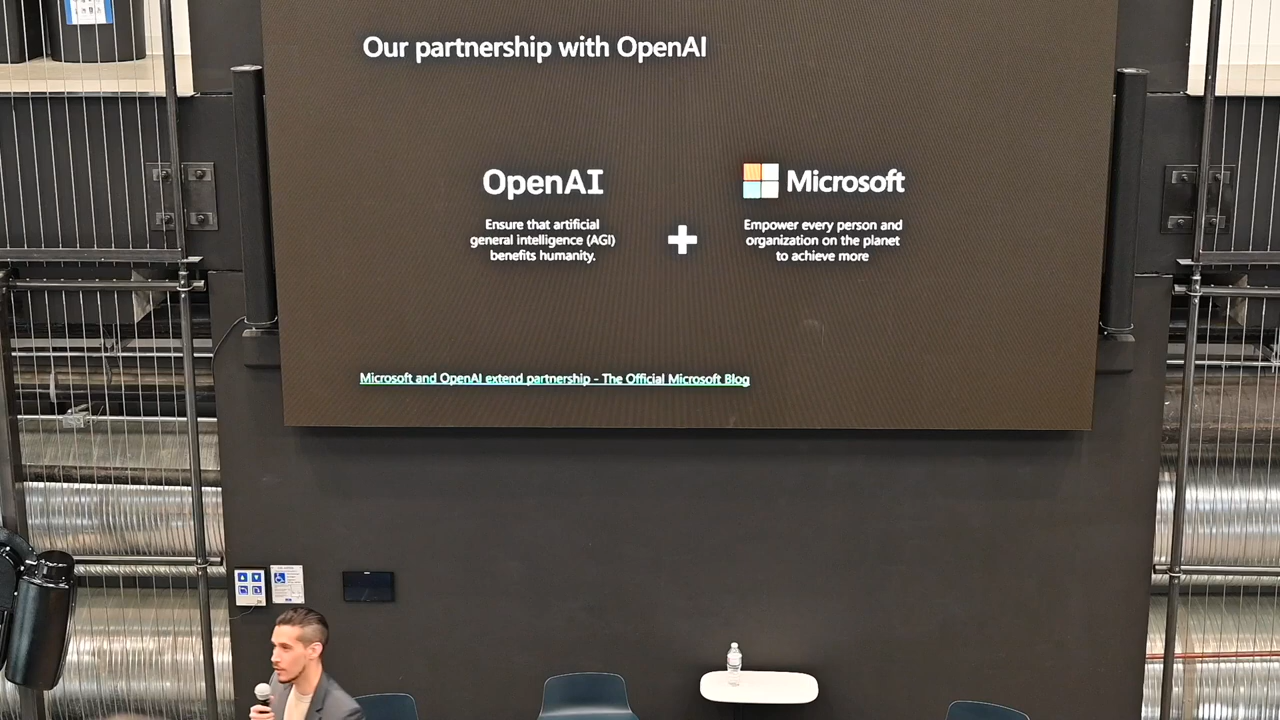 Our partnership with OpenAI
OpenAI
Ensure that artificial
general intelligence (AGI)
benefits humanity.
+
Microsoft
Empower every person and
organization on the planet
to achieve more
Microsoft and OpenAI extend partnership - The Official Microsoft Blog